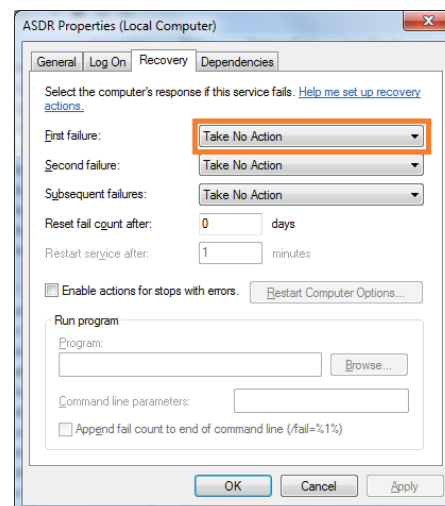 ASDR Properties (Local Computer)
General Log On Recovery Dependencies
Select the computer's response if this service fails. Help me set up recovery
actions.
First failure: Take No Action
Second failure: Take No Action
Subsequent failures: Take No Action
Reset fail count after: 0 days
Restart service after: 1 minutes
Enable actions for stops with errors. Restart Computer Options...
Run program
Program:
Browse...
Command line parameters:
Append fail count to end of command line (/fail=%1%)
OK Cancel Apply